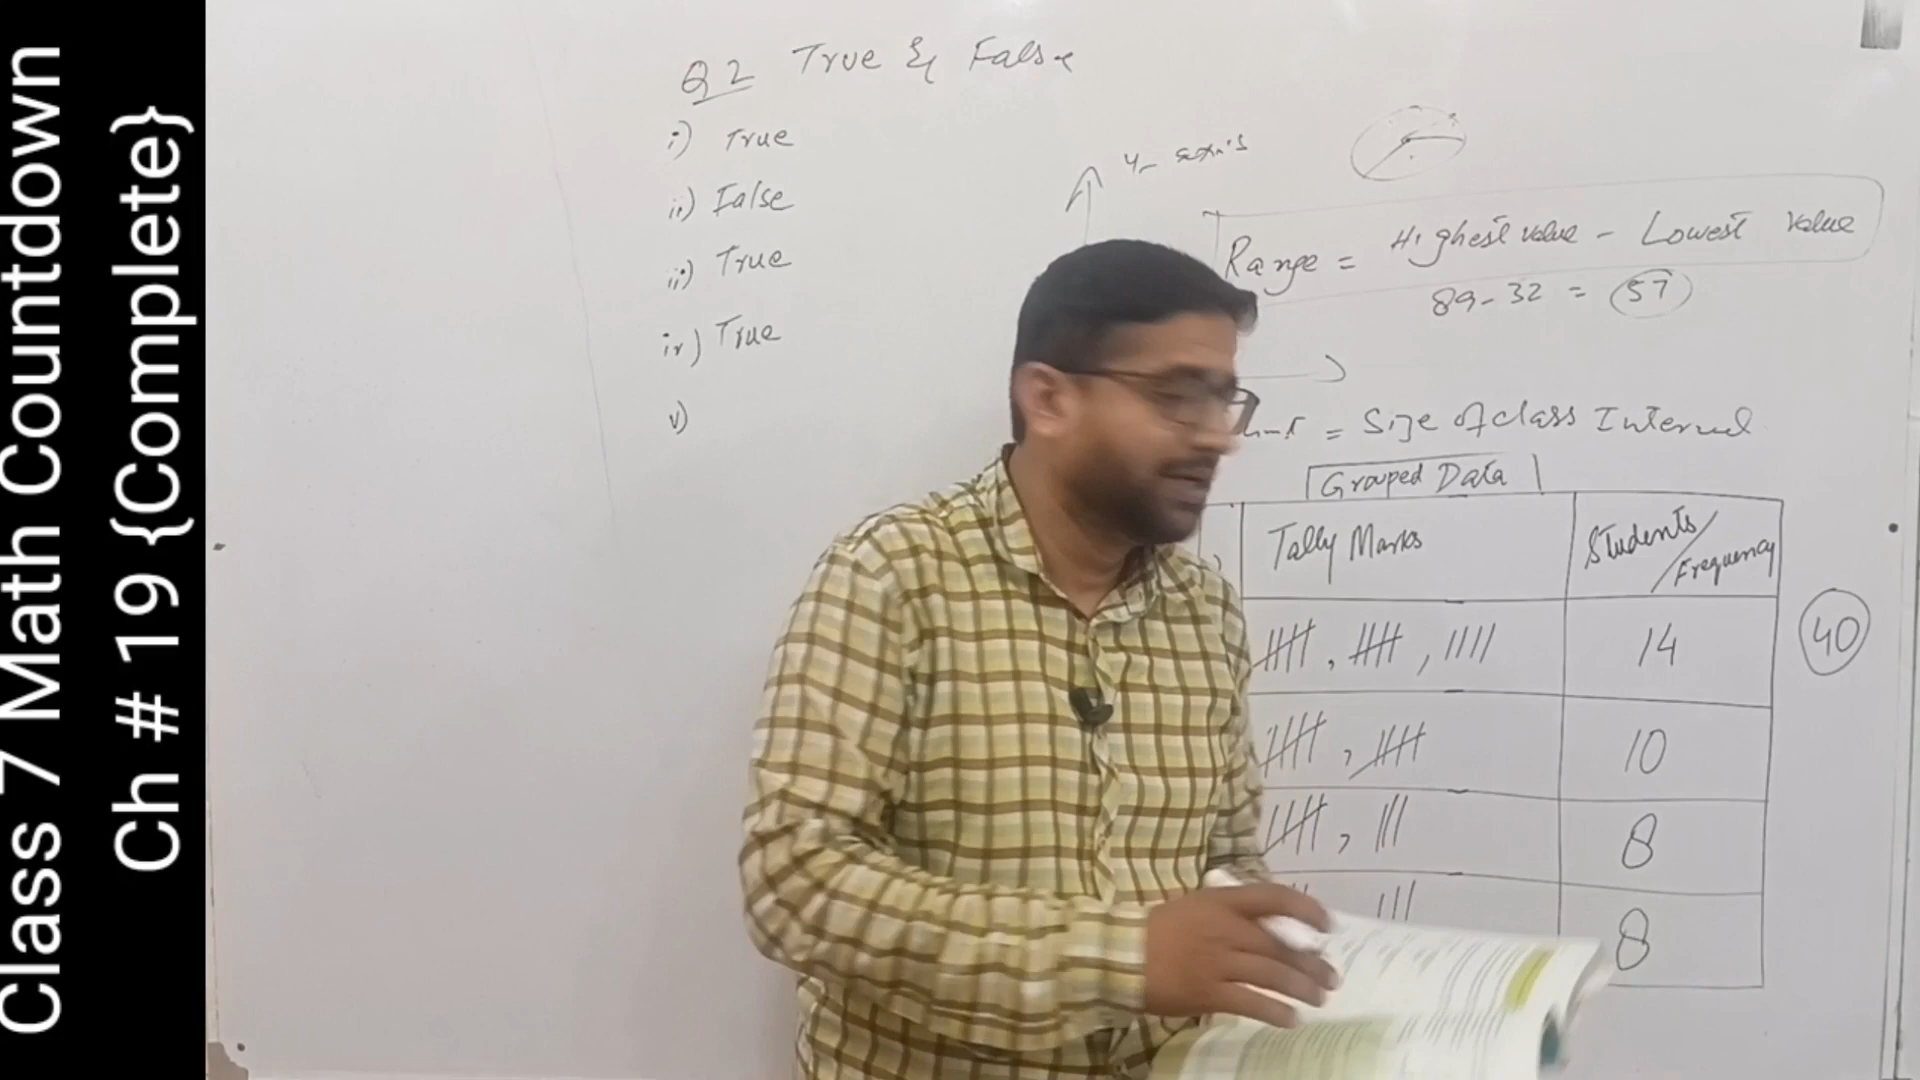 Class 7 Math Countdown
Ch # 19 {Complete}
Q2 True & False
i) True
ii) False
iii) True
iv) True
v)
y-axis
Range = Highest value - Lowest value
89-32 = 57
= Size of class Interval
Grouped Data
Tally Marks Students/Frequency
14
40
10
8
8